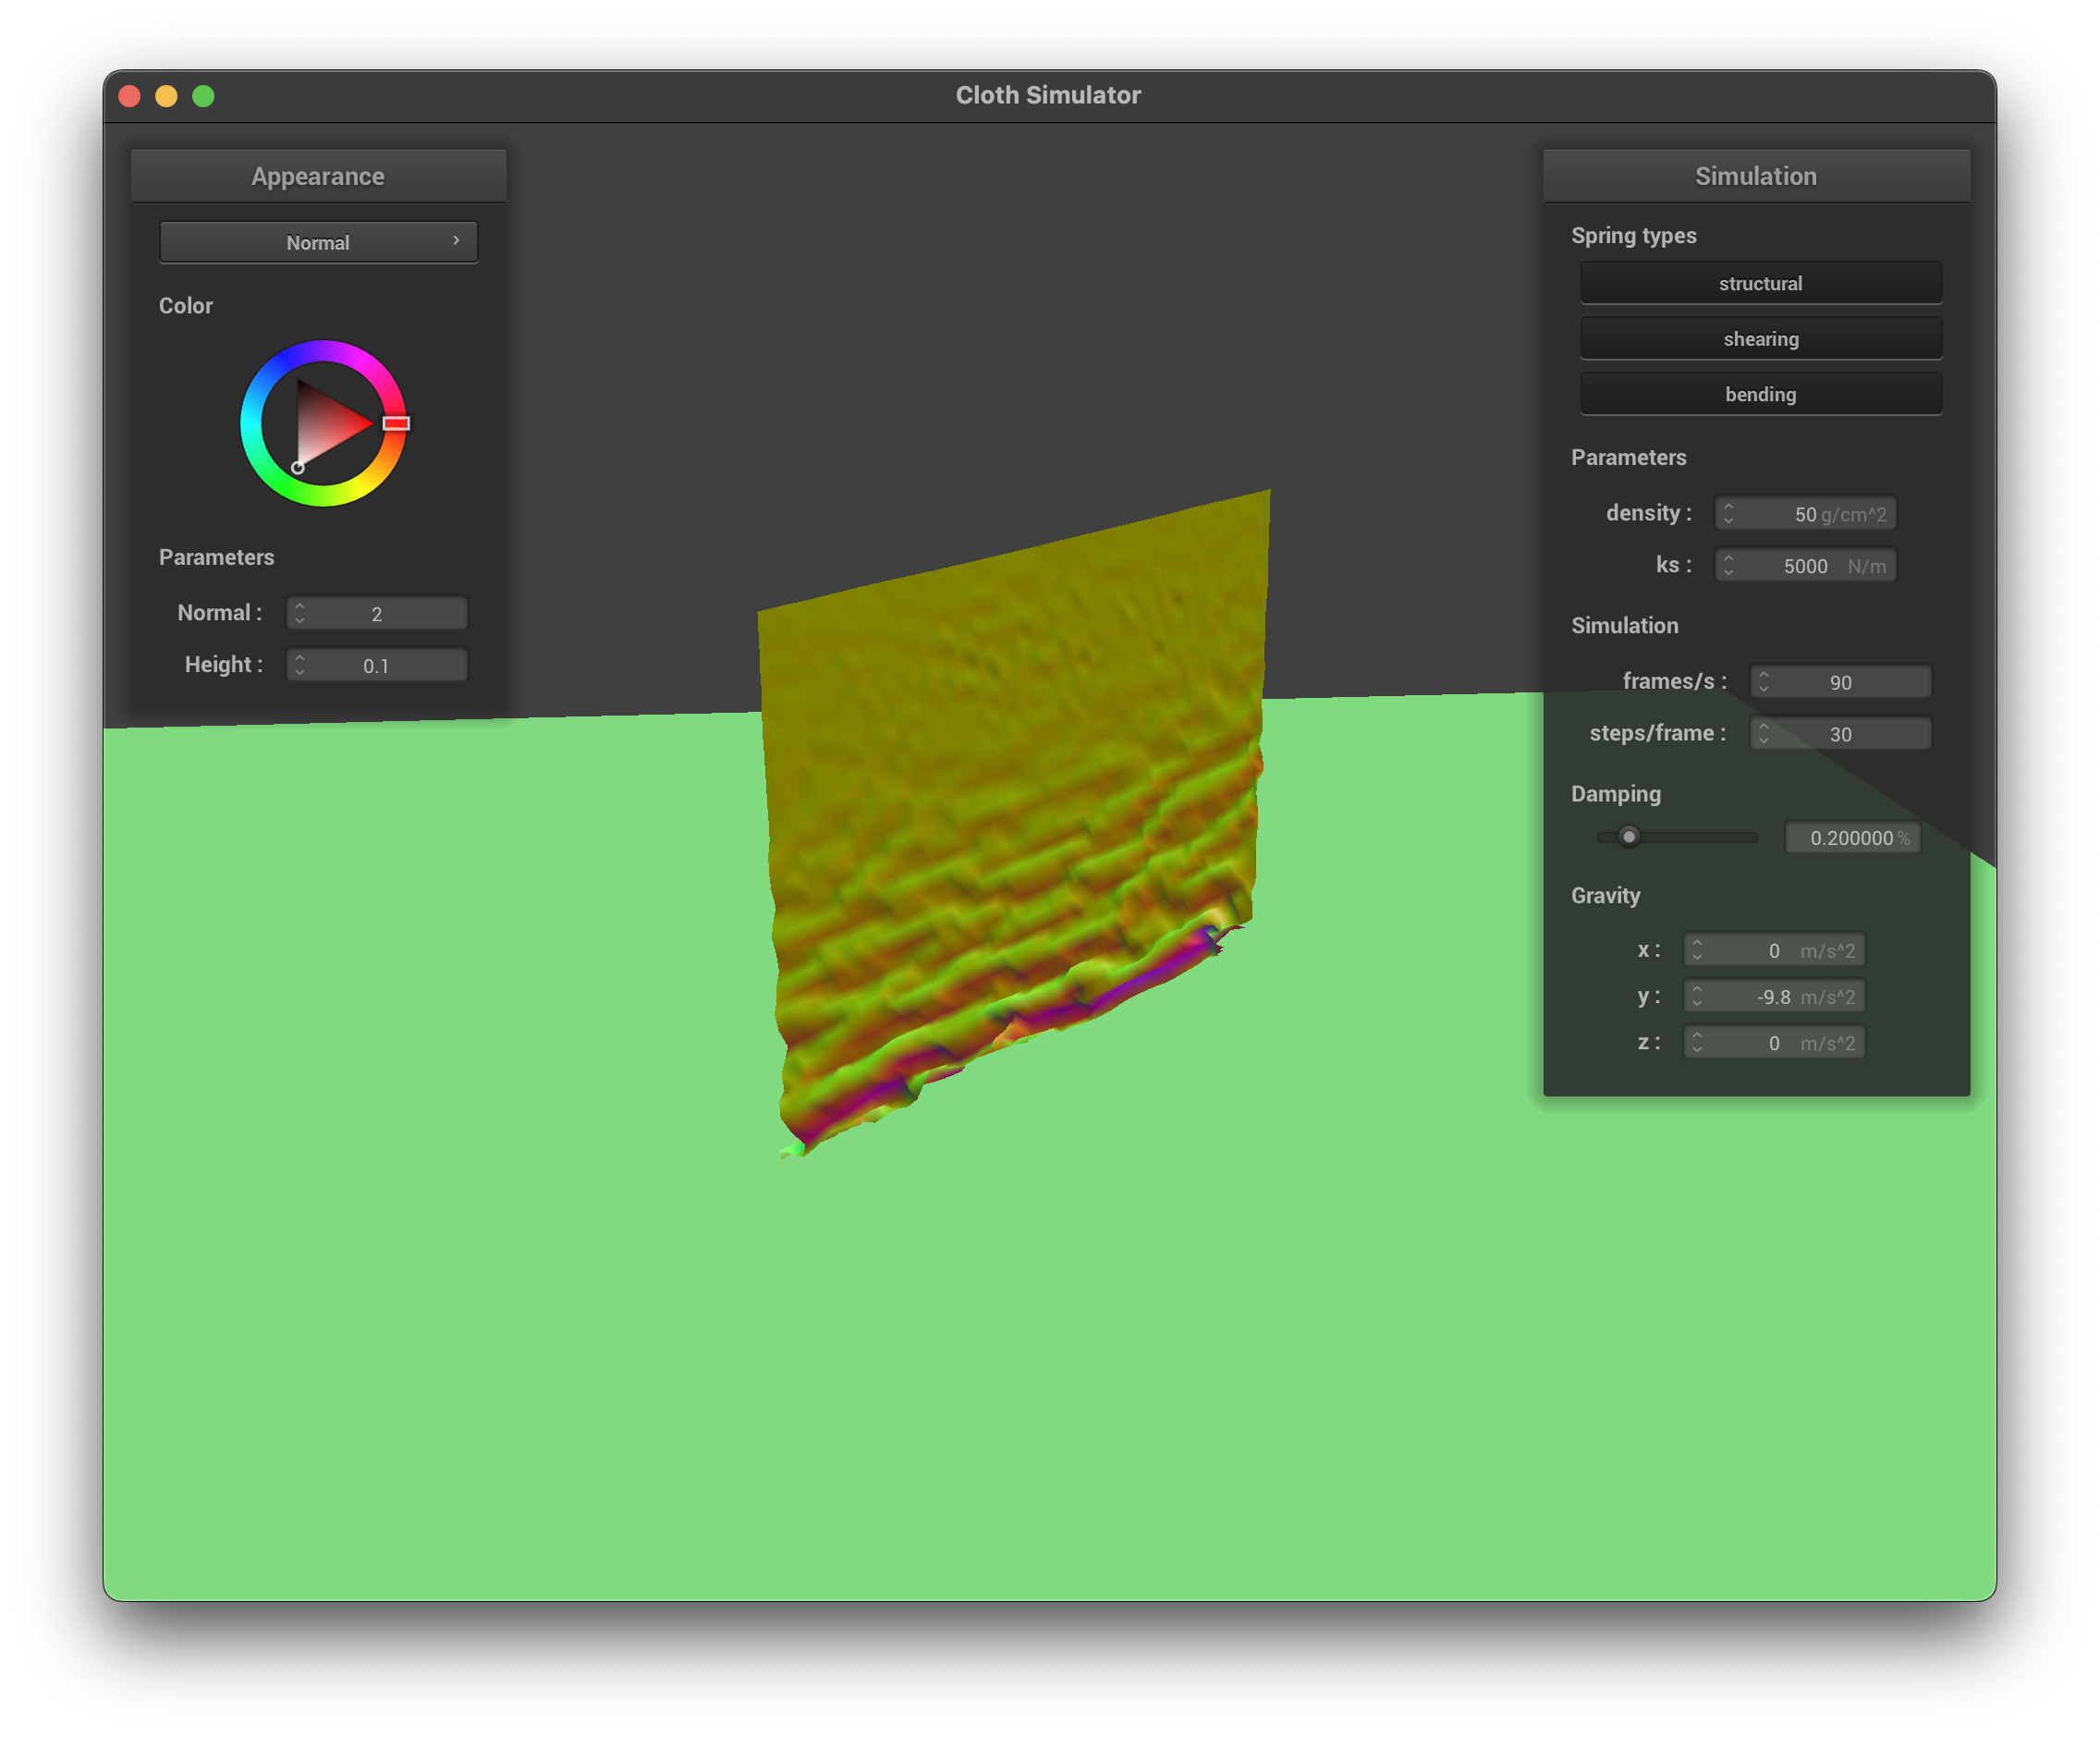 Cloth Simulator
Appearance
Normal
Color
Parameters
Normal : 2
Height : 0.1
Simulation
Spring types
structural
shearing
bending
Parameters
density : 50 g/cm^2
ks : 5000 N/m
Simulation
frames/s : 90
steps/frame : 30
Damping
0.200000 %
Gravity
x : 0 m/s^2
y : -9.8 m/s^2
z : 0 m/s^2